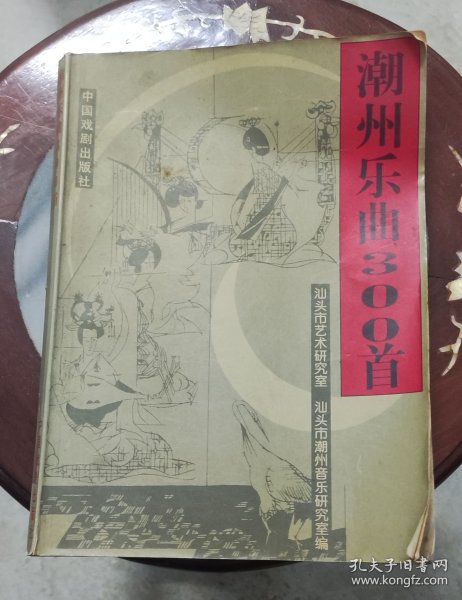 潮州乐曲300首
中国戏剧出版社
汕头市艺术研究室
汕头市潮州音乐研究室编
孔夫子旧书网
www.kongfz.com